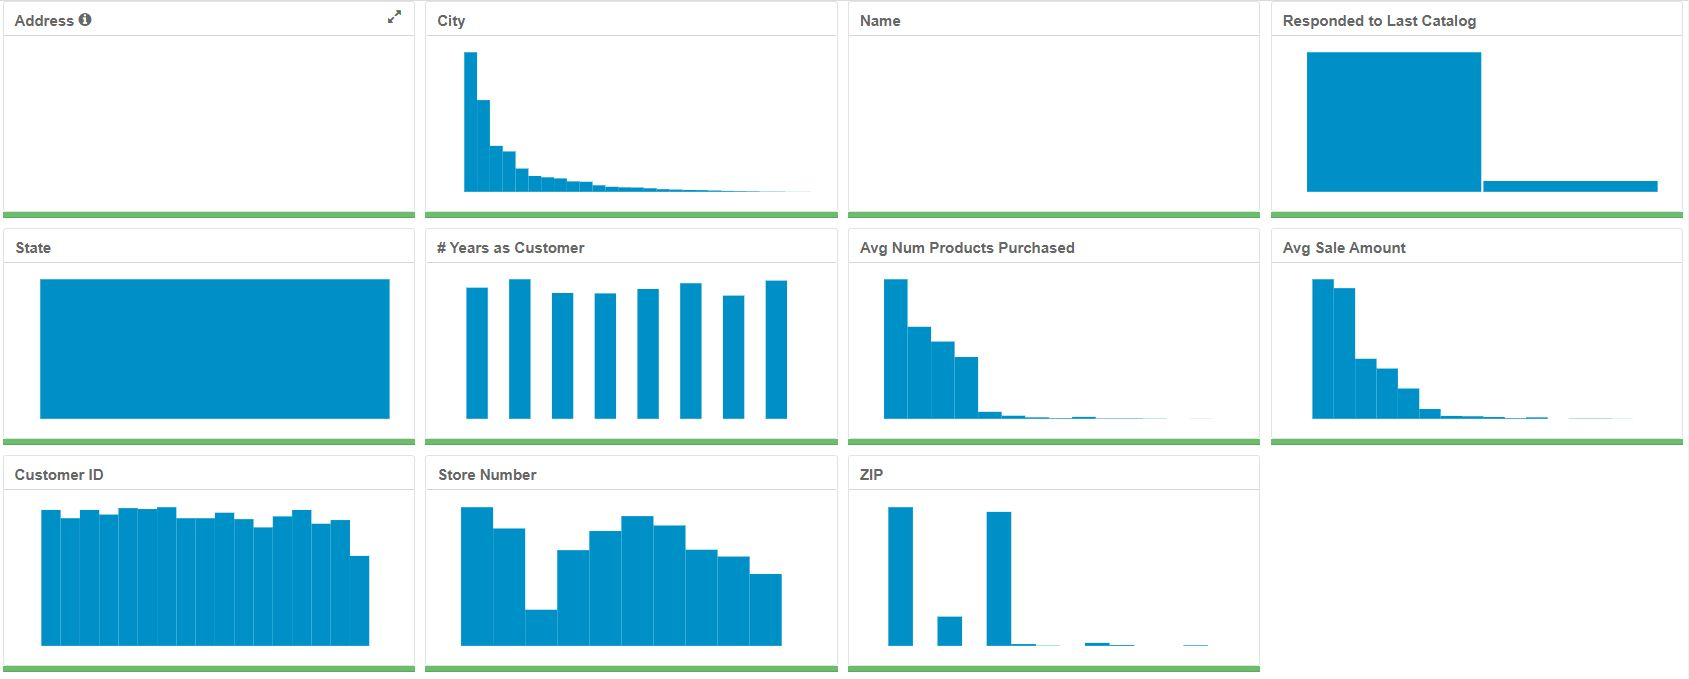 Address
City
Name
Responded to Last Catalog
State
# Years as Customer
Avg Num Products Purchased
Avg Sale Amount
Customer ID
Store Number
ZIP